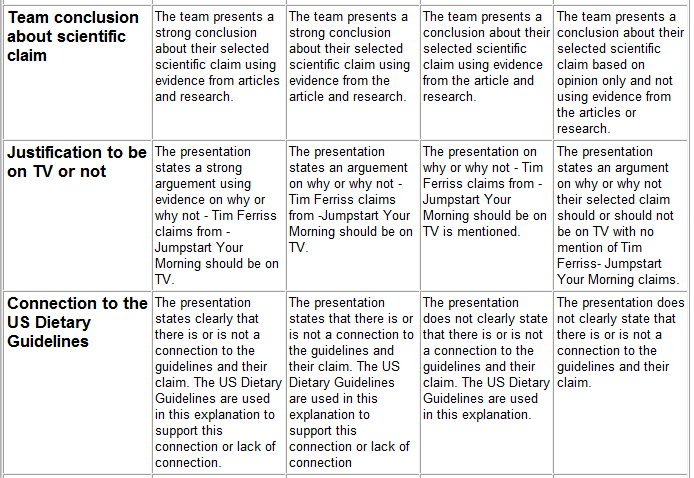 Team conclusion
about scientific
claim
The team presents a
strong conclusion
about their selected
scientific claim using
evidence from articles
and research.
The team presents a
strong conclusion
about their selected
scientific claim using
evidence from the
article and research.
The team presents a
conclusion about their
selected scientific
claim using evidence
from the article and
research.
The team presents a
conclusion about their
selected scientific
claim based on
opinion only and not
using evidence from
the articles or
research.
Justification to be
on TV or not
The presentation
states a strong
arguement using
evidence on why or
why not - Tim Ferriss
claims from -
Jumpstart Your
Morning should be on
TV.
The presentation
states an arguement
on why or why not -
Tim Ferriss claims
from -Jumpstart Your
Morning should be on
TV.
The presentation on
why or why not - Tim
Ferriss claims from -
Jumpstart Your
Morning should be on
TV is mentioned.
The presentation
states an argument
on why or why not
their selected claim
should or should not
be on TV with no
mention of Tim
Ferriss- Jumpstart
Your Morning claims.
Connection to the
US Dietary
Guidelines
The presentation
states clearly that
there is or is not a
connection to the
guidelines and their
claim. The US Dietary
Guidelines are used
in this explanation to
support this
connection or lack of
connection.
The presentation
states that there is or
is not a connection to
the guidelines and
their claim. The US
Dietary Guidelines
are used in this
explanation to
support this
connection or lack of
connection
The presentation
does not clearly state
that there is or is not
a connection to the
guidelines and their
claim. The US Dietary
Guidelines are used
in this explanation.
The presentation does
not clearly state that
there is or is not a
connection to the
guidelines and their
claim.